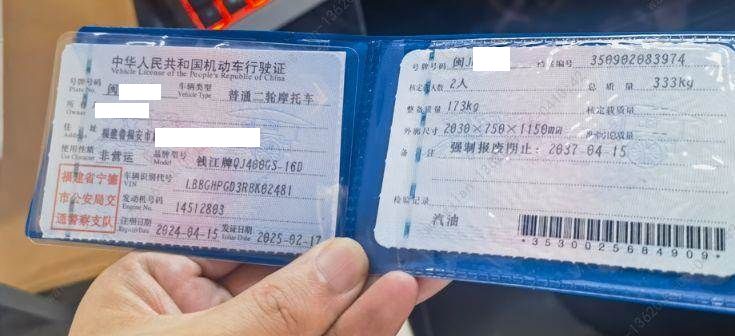 中华人民共和国机动车行驶证
Vehicle License of the People's Republic of China
号牌号码 闽 车辆类型 普通二轮摩托车
Plate No. Vehicle Type
所
Owner
住 址 福建省福安市
使用性质 非营运 品牌型号 钱江牌QJ400GS-16D
Use Character Model
福建省宁德
市公安局交
通警察支队
车辆识别代号
VIN
LBBGHPGD3RBK02481
发动机号码 14512803
Engine No.
注册日期 2024-04-15 发证日期 2025-02-17
Register Date Issue Date
号牌号码 闽J 档案编号 350902083974
核定载人数 2人 总质量 333kg
整备质量 173kg 核定载质量
外廓尺寸 2030×750×1150mm 准牵引总质量
备 注 强制报废期止:2037-04-15
检验记录
汽油
*3530025684909*